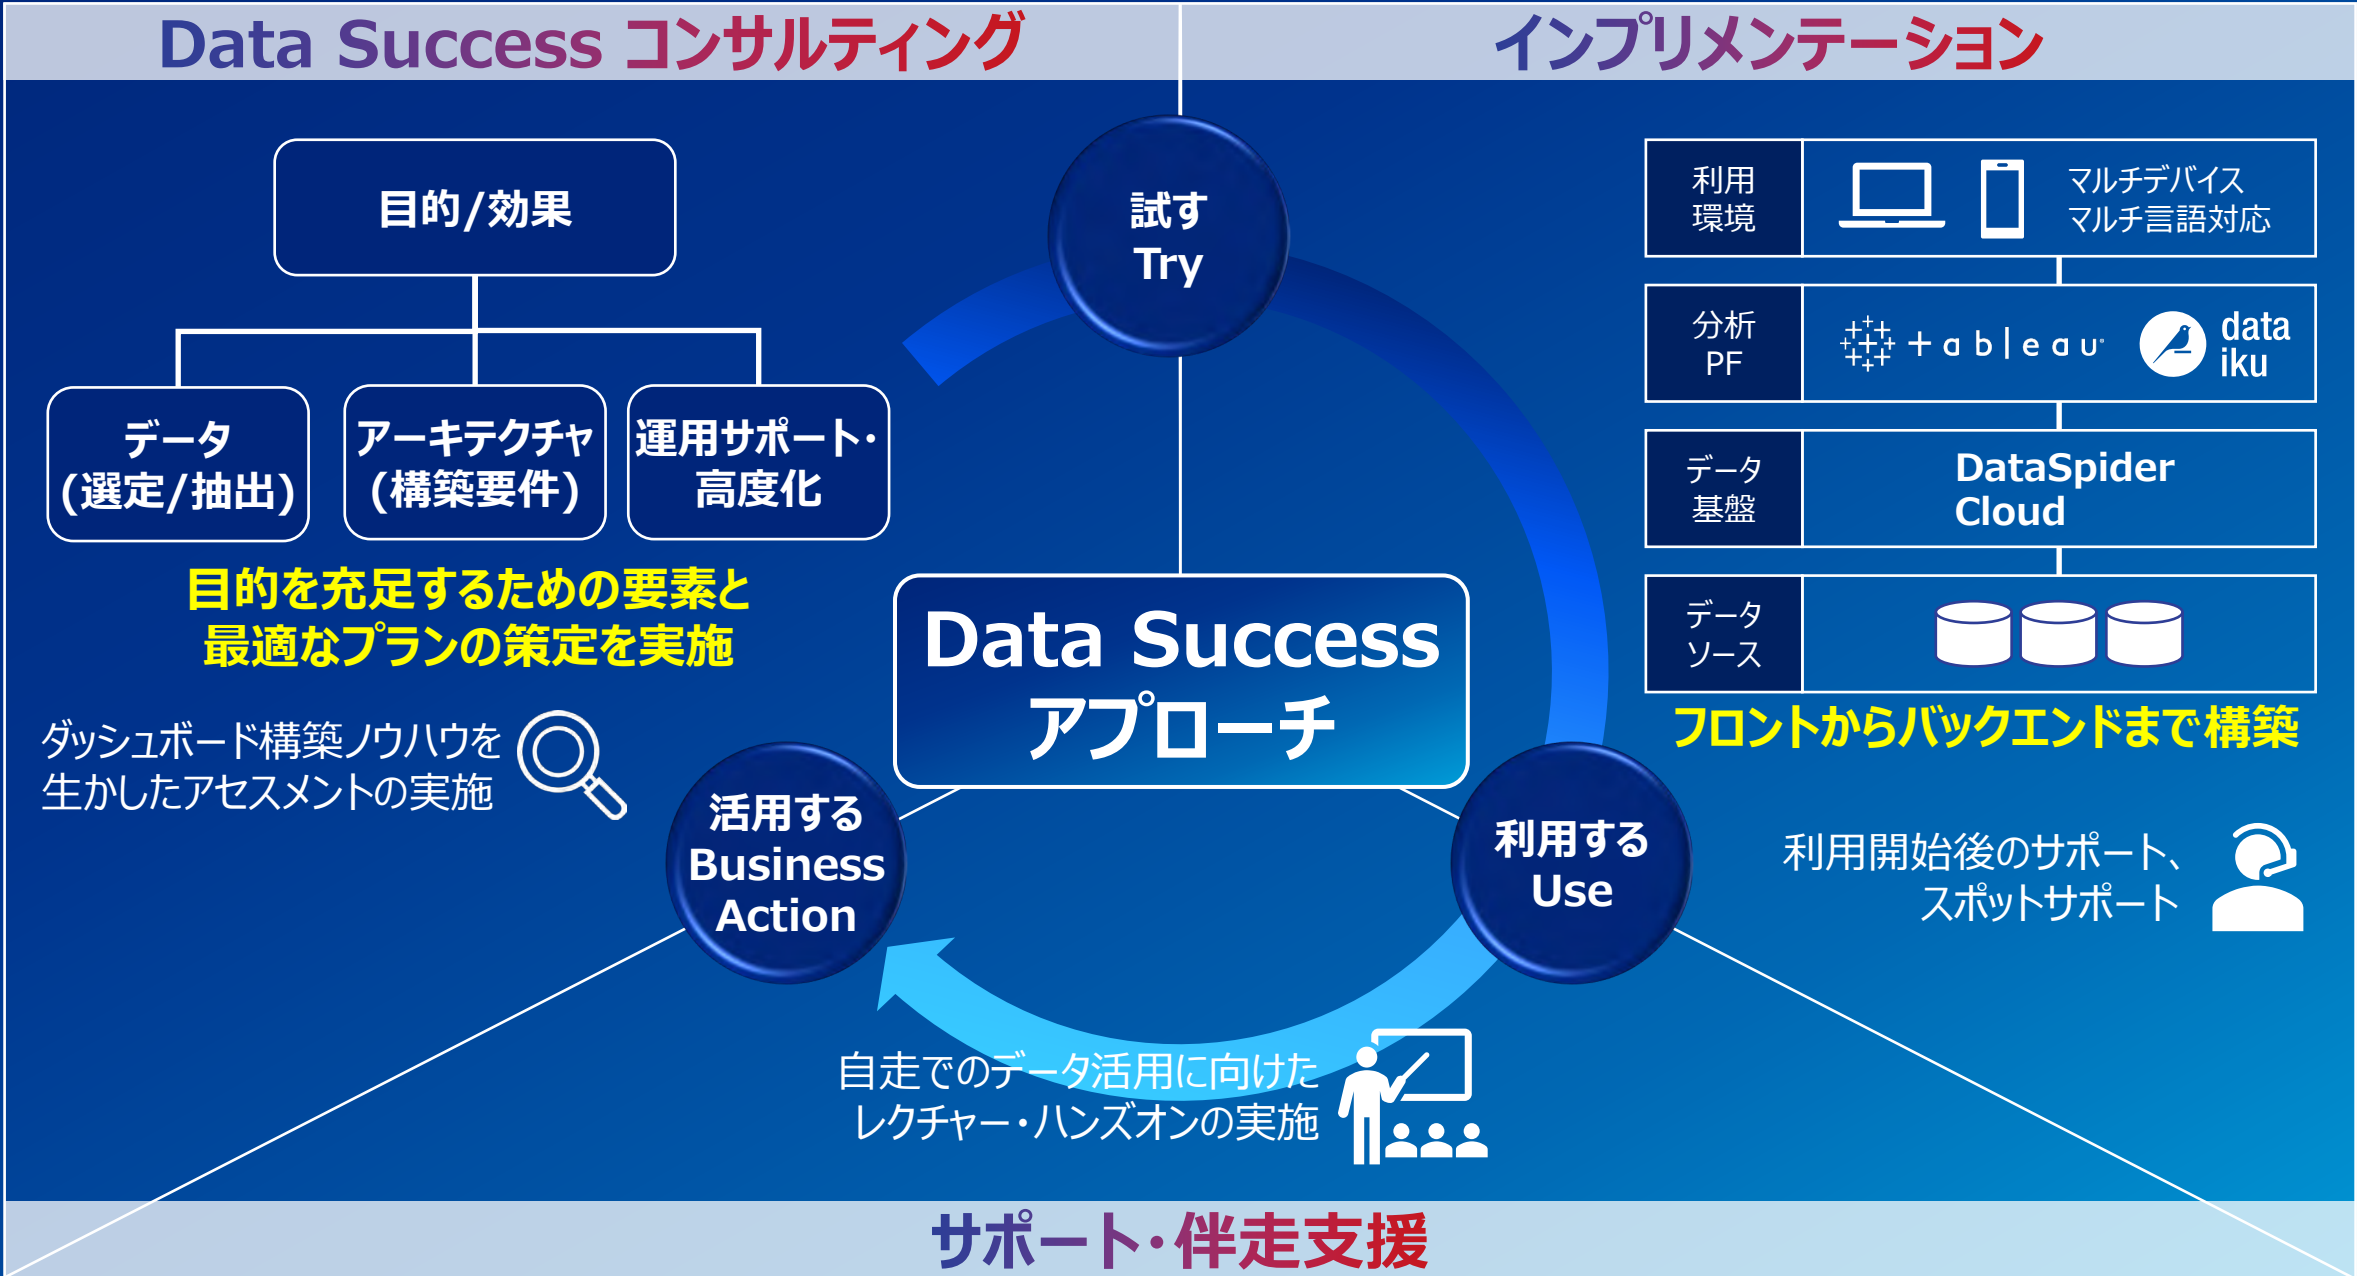 Data Success コンサルティング
インプリメンテーション
目的/効果
データ
(選定/抽出)
アーキテクチャ
(構築要件)
運用サポート・
高度化
目的を充足するための要素と
最適なプランの策定を実施
ダッシュボード構築ノウハウを
生かしたアセスメントの実施
試す
Try
Data Success
アプローチ
活用する
Business
Action
利用する
Use
利用
環境
マルチデバイス
マルチ言語対応
分析
PF
+ableau
data
iku
データ
基盤
DataSpider
Cloud
データ
ソース
フロントからバックエンドまで構築
利用開始後のサポート、
スポットサポート
自走でのデータ活用に向けた
レクチャー・ハンズオンの実施
サポート・伴走支援